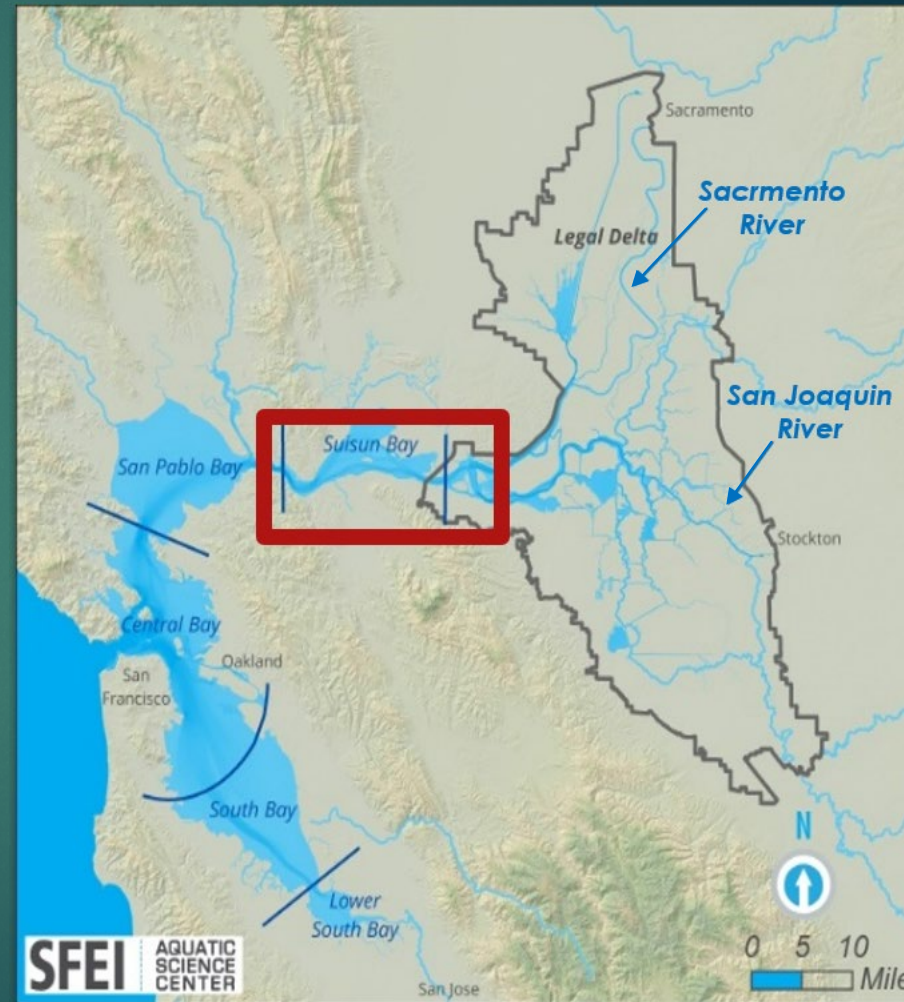 Sacramento
Sacrmento
River
Legal Delta
San Joaquin
River
Suisun Bay
San Pablo Bay
Stockton
Central Bay
Oakland
San
Francisco
South Bay
N
Lower
South Bay
0 5 10
Mile
SFEI AQUATIC
SCIENCE
CENTER
San Jose